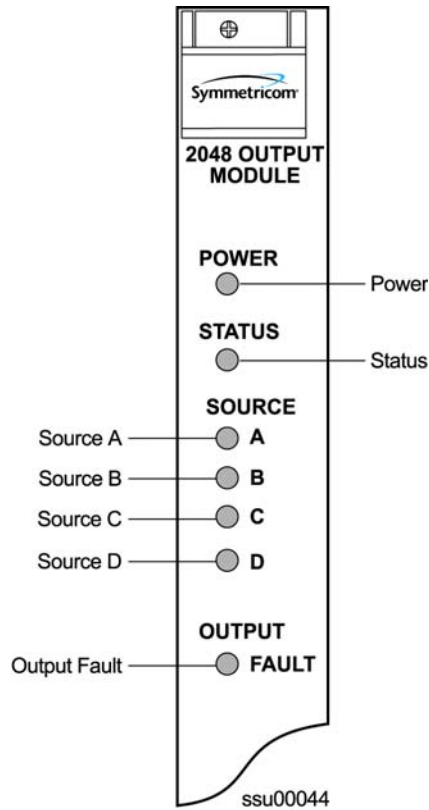 Symmetricom
2048 OUTPUT
MODULE
POWER
Power
STATUS
Status
SOURCE
Source A
A
Source B
B
Source C
C
Source D
D
OUTPUT
Output Fault
FAULT
ssu00044